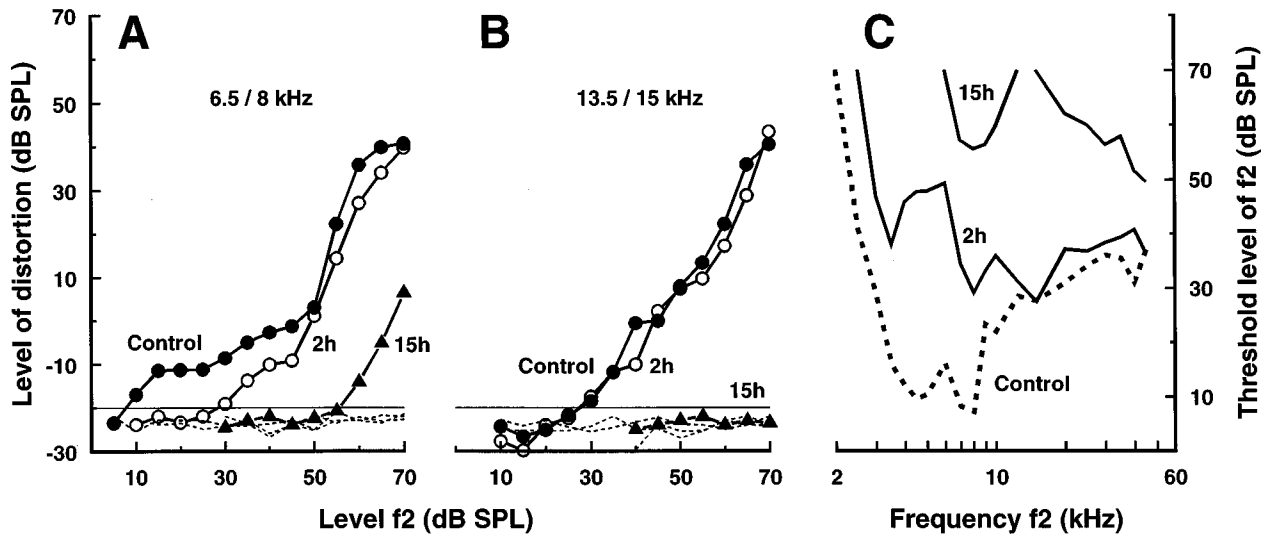 A
B
C
6.5 / 8 kHz
13.5 / 15 kHz
Level of distortion (dB SPL)
70
50
30
10
-10
-30
Control
2h
15h
10 30 50 70
Control
2h
15h
10 30 50 70
Level f2 (dB SPL)
15h
2h
Control
2 10 60
Frequency f2 (kHz)
70
50
30
10
Threshold level of f2 (dB SPL)